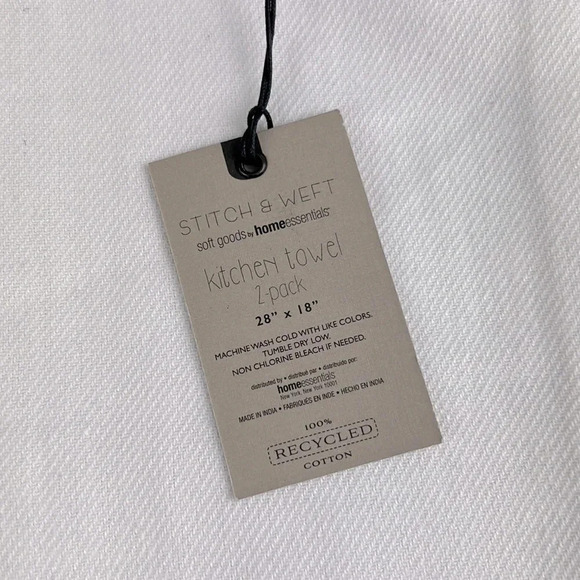 STITCH & WEFT
soft goods by homeessentials™
kitchen towel
2-pack
28" x 18"
MACHINE WASH COLD WITH LIKE COLORS.
TUMBLE DRY LOW.
NON CHLORINE BLEACH IF NEEDED.
distributed by • distribué par • distribuido por:
homeessentials
New York, New York 10001
MADE IN INDIA • FABRIQUÉS EN INDE • HECHO EN INDIA
100%
RECYCLED
COTTON